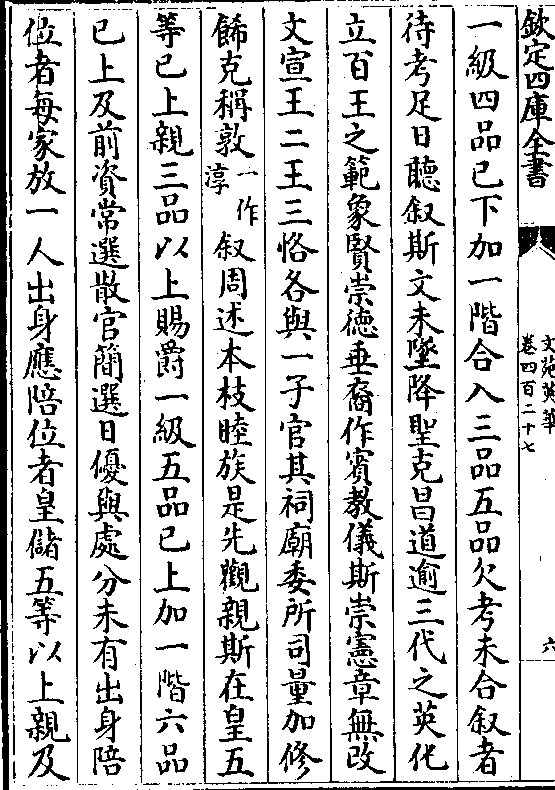 欽定四庫全書
文苑英華
卷四百二十七
六
一級四品已下加一階合入三品五品欠考未合叙者
待考足日聽叙斯文未墜降聖克昌道逾三代之英化
立百王之範象賢崇徳垂裔作賓教儀斯崇憲章無改
文宣王二王三恪各與一子官其祠廟委所司量加修
餙克稱敦一作淳叙周述本枝睦族是先觀親斯在皇五
等已上親三品以上賜爵一級五品已上加一階六品
已上及前資常選散官簡選日優與處分未有出身陪
位者每家放一人出身應陪位者皇儲五等以上親及